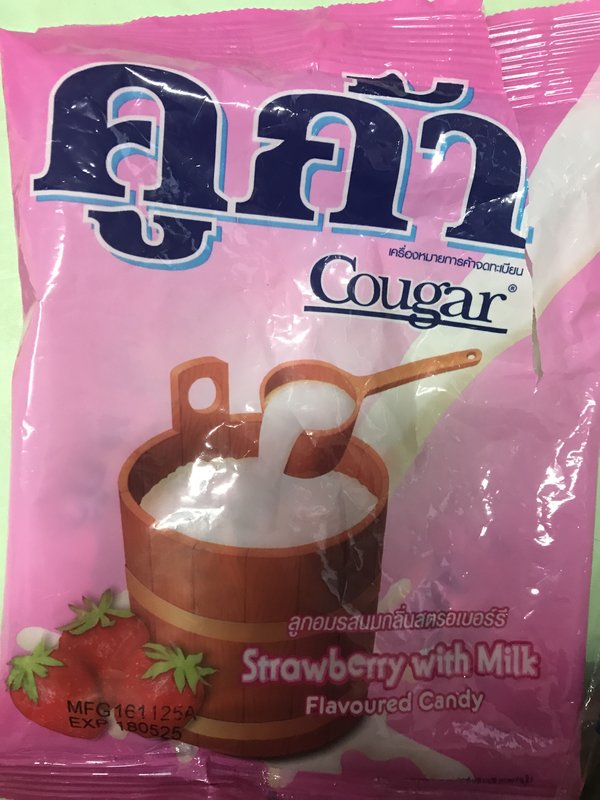 คูก้า
เครื่องหมายการค้าจดทะเบียน
Cougar®
ลูกอมรสนมกลิ่นสตรอเบอร์รี
Strawberry with Milk
Flavoured Candy
MFG161125A
EXP 180525